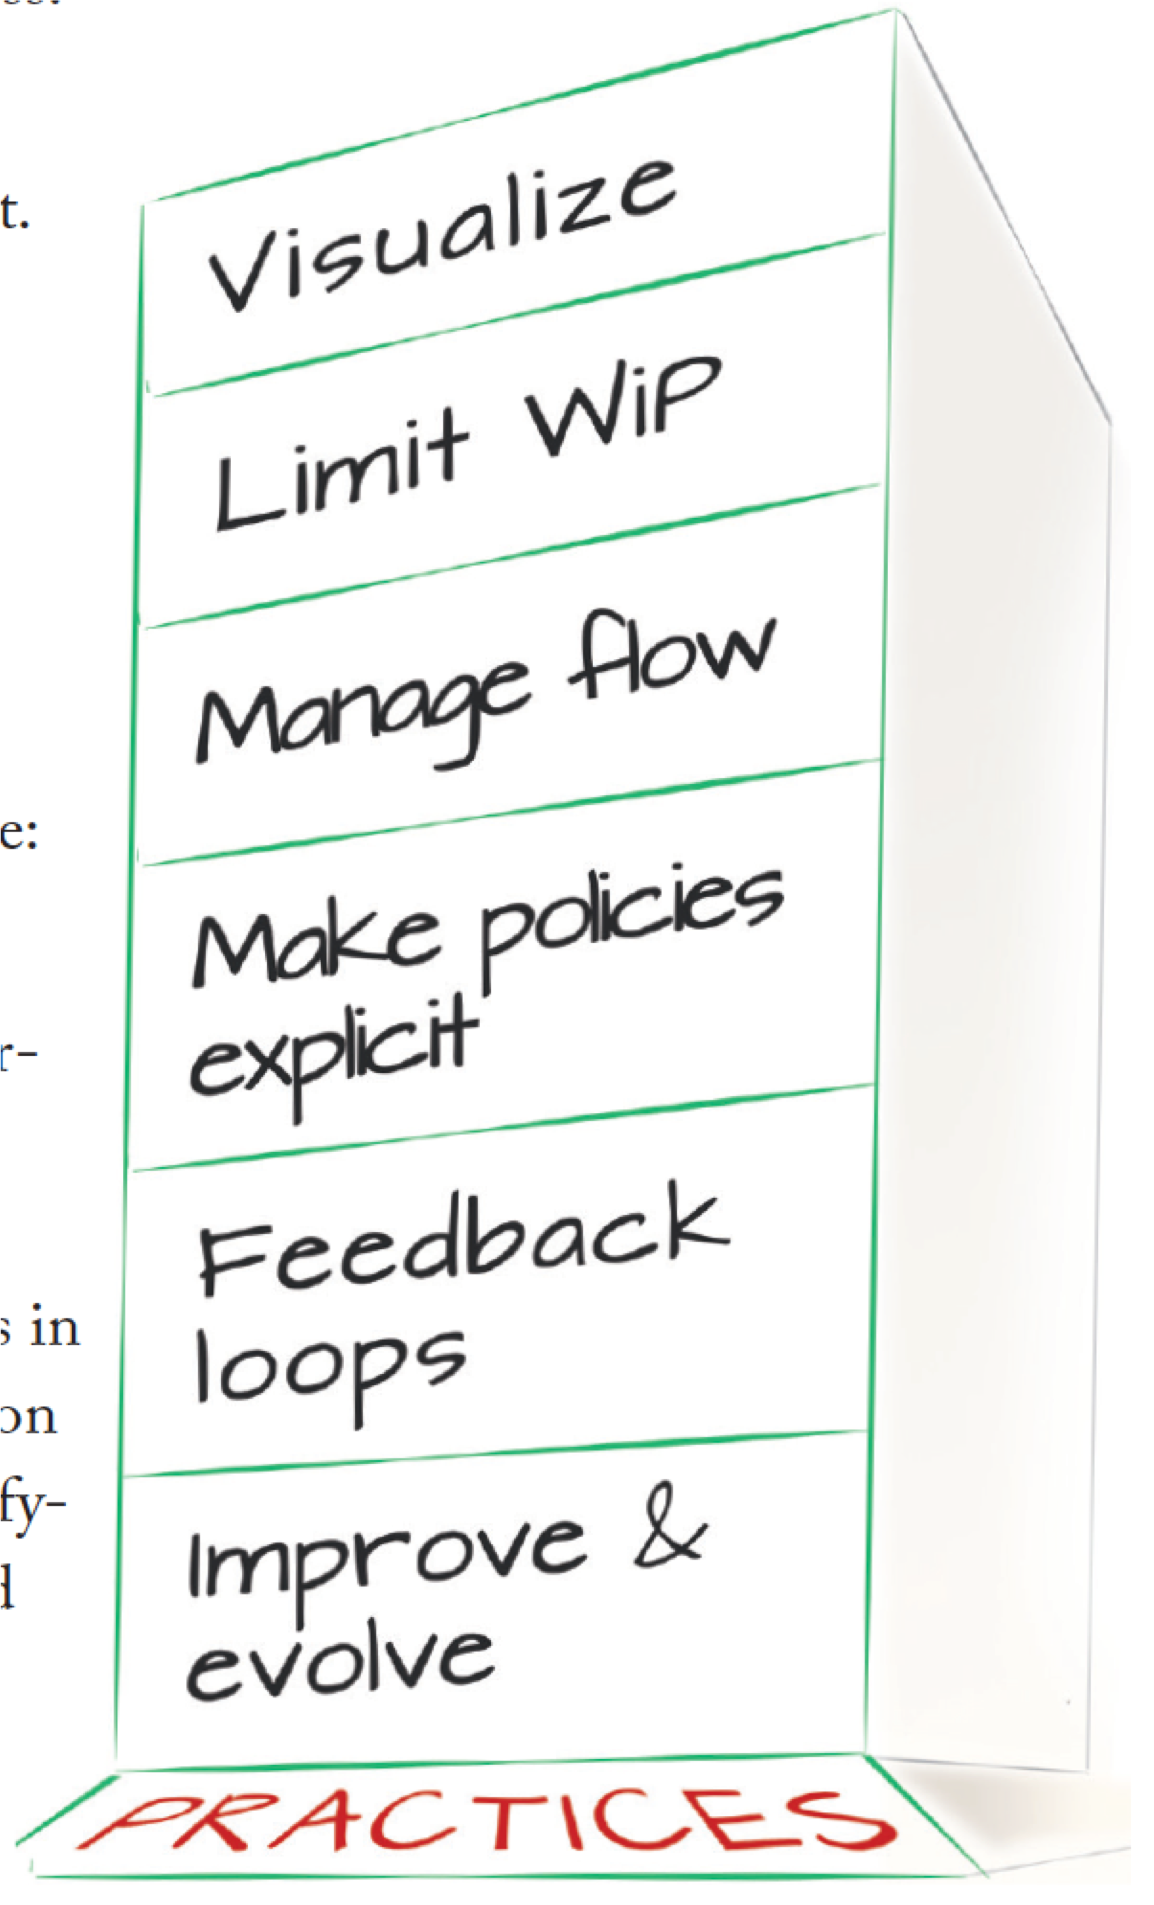 t.
Visualize
Limit WiP
Manage flow
e:
Make policies
r-
explicit
Feedback
s in
loops
on
fy-
Improve &
d
evolve
PRACTICES